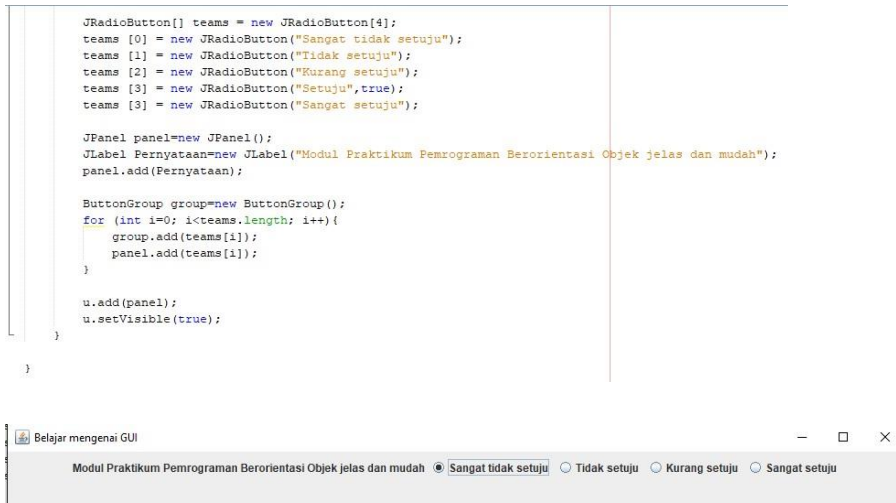 JRadioButton[] teams = new JRadioButton[4];
teams [0] = new JRadioButton("Sangat tidak setuju");
teams [1] = new JRadioButton("Tidak setuju");
teams [2] = new JRadioButton("Kurang setuju");
teams [3] = new JRadioButton("Setuju",true);
teams [3] = new JRadioButton("Sangat setuju");
JPanel panel=new JPanel();
JLabel Pernyataan=new JLabel("Modul Praktikum Pemrograman Berorientasi Objek jelas dan mudah");
panel.add(Pernyataan);
ButtonGroup group=new ButtonGroup();
for (int i=0; i<teams.length; i++){
group.add(teams[i]);
panel.add(teams[i]);
}
u.add(panel);
u.setVisible(true);
}
}
Belajar mengenai GUI
Modul Praktikum Pemrograman Berorientasi Objek jelas dan mudah Sangat tidak setuju Tidak setuju Kurang setuju Sangat setuju